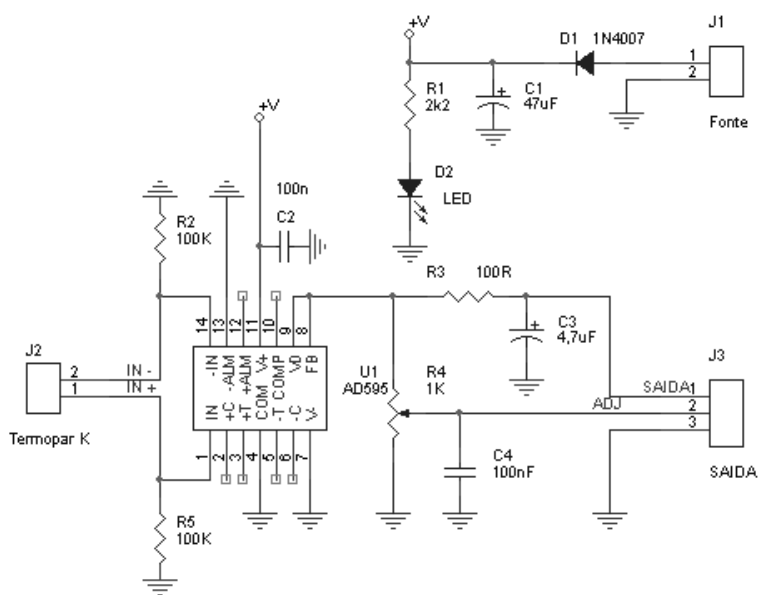 +V
J1
D1 1N4007
1
2
R1
2k2
C1
47uF
Fonte
+V
D2
LED
100n
C2
R2
100K
R3 100R
C3
4,7uF
14
13
12
11
10
9
8
-IN
-ALM
+ALM
V+
COMP
VO
FB
IN
+C
+T
COM
-T
-C
V-
1
2
3
4
5
6
7
J2
2
1
IN -
IN +
Termopar K
U1
AD595
R4
1K
J3
SAIDA
ADJ
1
2
3
SAIDA
C4
100nF
R5
100K